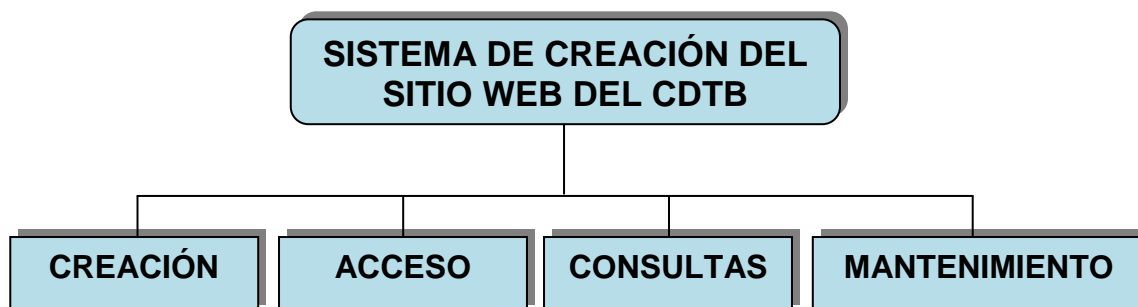 SISTEMA DE CREACIÓN DEL
SITIO WEB DEL CDTB
CREACIÓN
ACCESO
CONSULTAS
MANTENIMIENTO